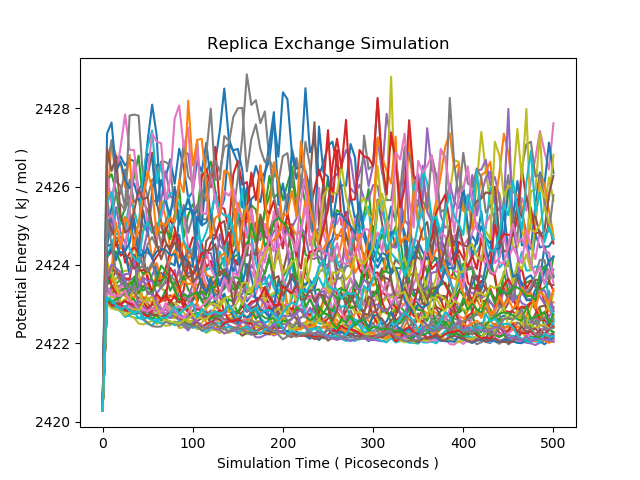 Replica Exchange Simulation
Potential Energy ( kJ / mol )
2428
2426
2424
2422
2420
0 100 200 300 400 500
Simulation Time ( Picoseconds )